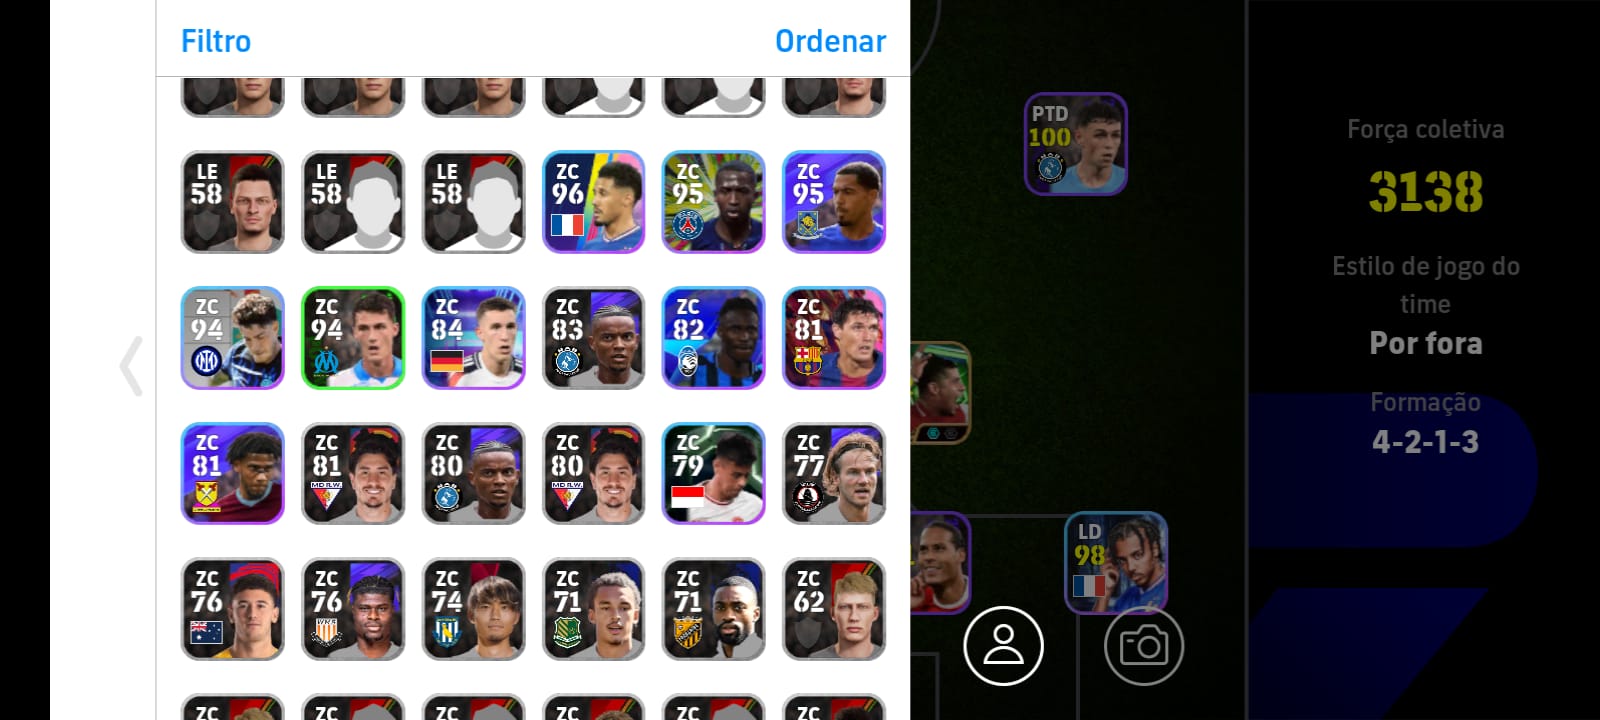 Filtro
Ordenar
LE
58
LE
58
LE
58
ZC
96
ZC
95
ZC
95
ZC
94
ZC
94
ZC
84
ZC
83
ZC
82
ZC
81
ZC
81
ZC
81
ZC
80
ZC
80
ZC
79
ZC
77
ZC
76
ZC
76
ZC
74
ZC
71
ZC
71
ZC
62
ZC
ZC
ZC
ZC
ZC
ZC
PTD
100
LD
98
Força coletiva
3138
Estilo de jogo do
time
Por fora
Formação
4-2-1-3